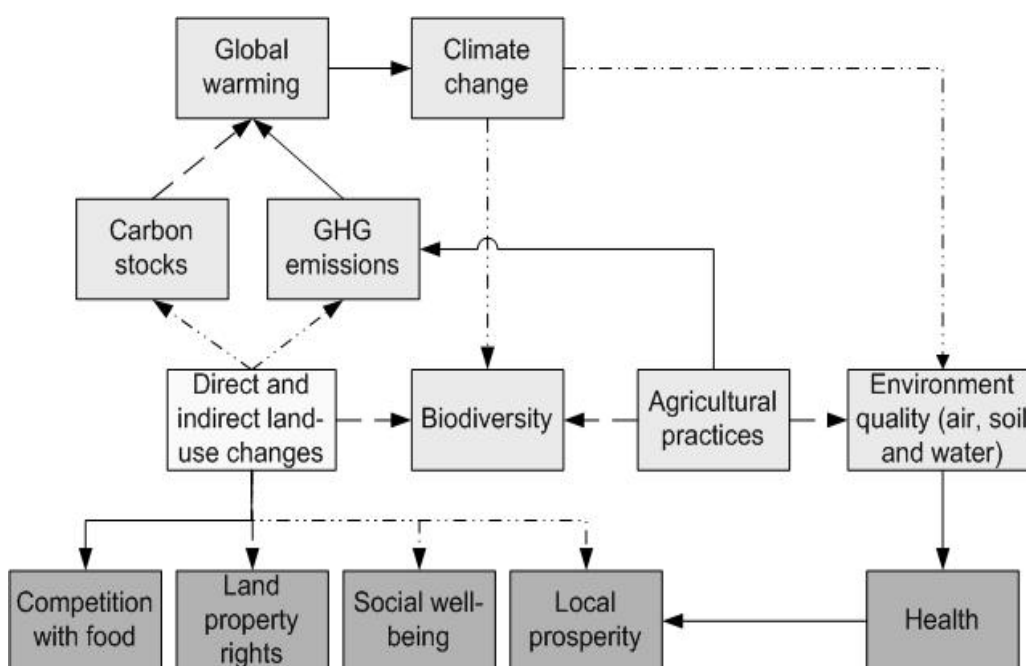 Global
warming
Climate
change
Carbon
stocks
GHG
emissions
Direct and
indirect land-
use changes
Biodiversity
Agricultural
practices
Environment
quality (air, soil
and water)
Competition
with food
Land
property
rights
Social well-
being
Local
prosperity
Health